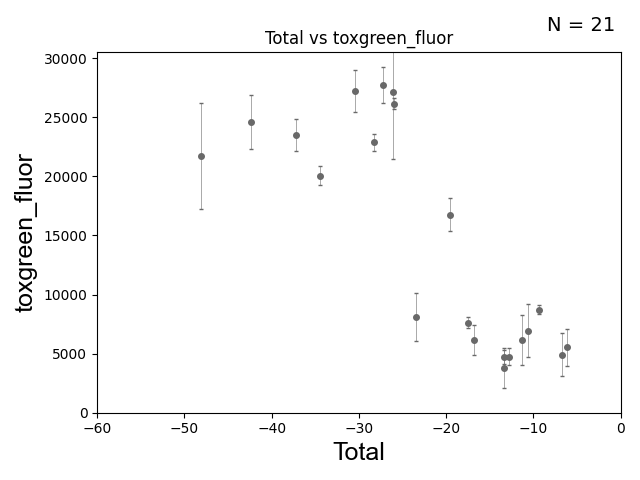 N = 21
Total vs toxgreen_fluor
30000
25000
20000
15000
10000
5000
0
toxgreen_fluor
−60 −50 −40 −30 −20 −10 0
Total